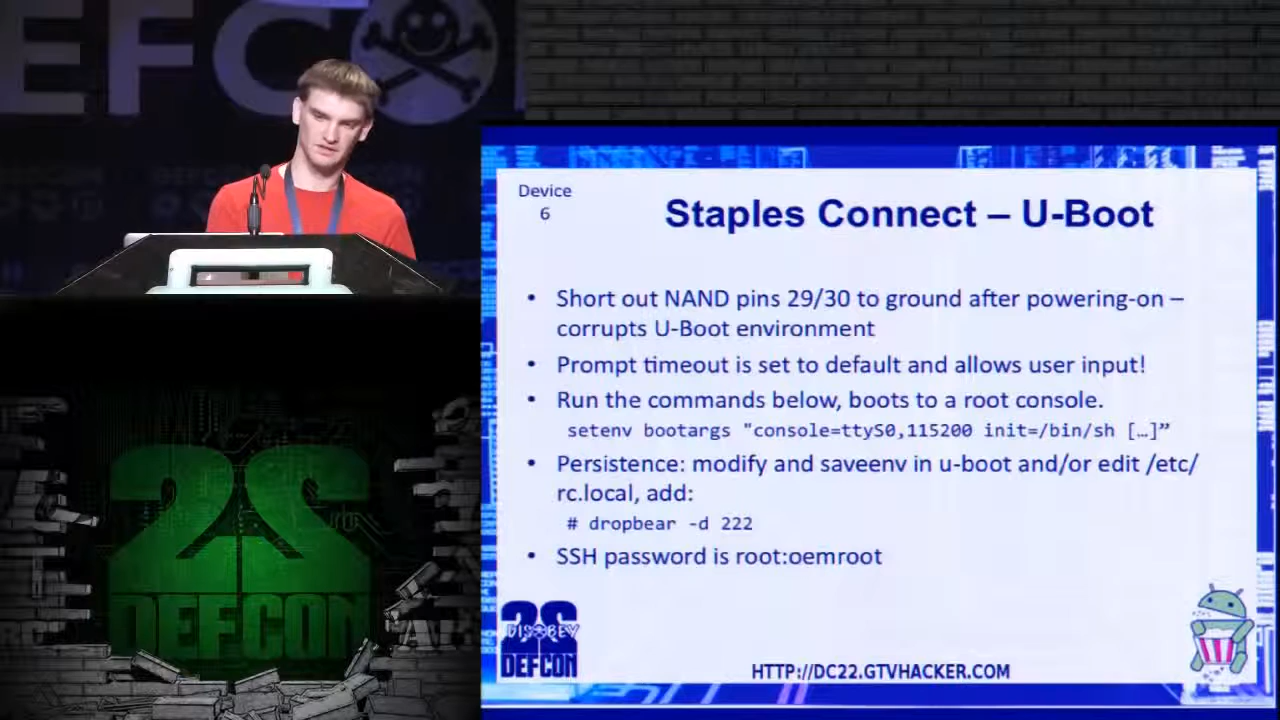 EFCO
Device
6
Staples Connect – U-Boot
• Short out NAND pins 29/30 to ground after powering-on –
corrupts U-Boot environment
• Prompt timeout is set to default and allows user input!
• Run the commands below, boots to a root console.
setenv bootargs "console=ttyS0,115200 init=/bin/sh […]”
• Persistence: modify and saveenv in u-boot and/or edit /etc/
rc.local, add:
# dropbear -d 222
• SSH password is root:oemroot
22
DISOBEY
DEFCON
HTTP://DC22.GTVHACKER.COM
22
DEFCON